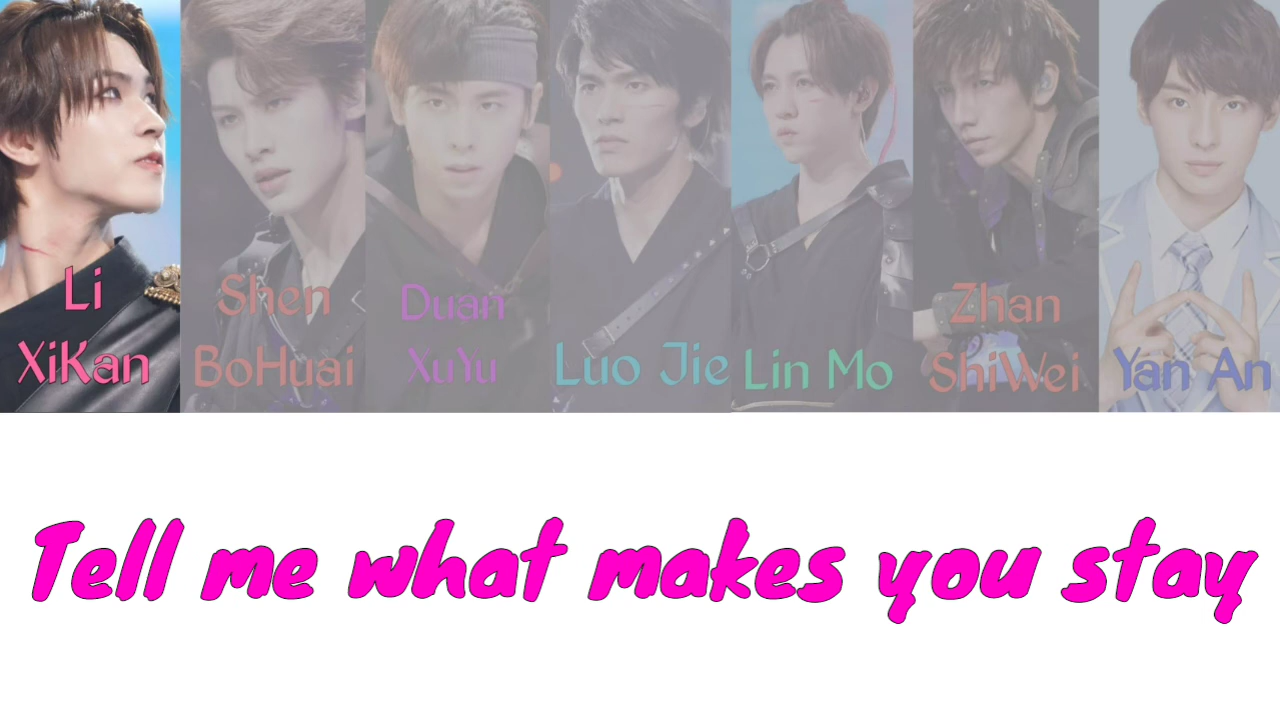 Li
XiKan
Shen
BoHuai
Duan
XuYu
Luo Jie
Lin Mo
Zhan
ShiWei
Yan An
Tell me what makes you stay